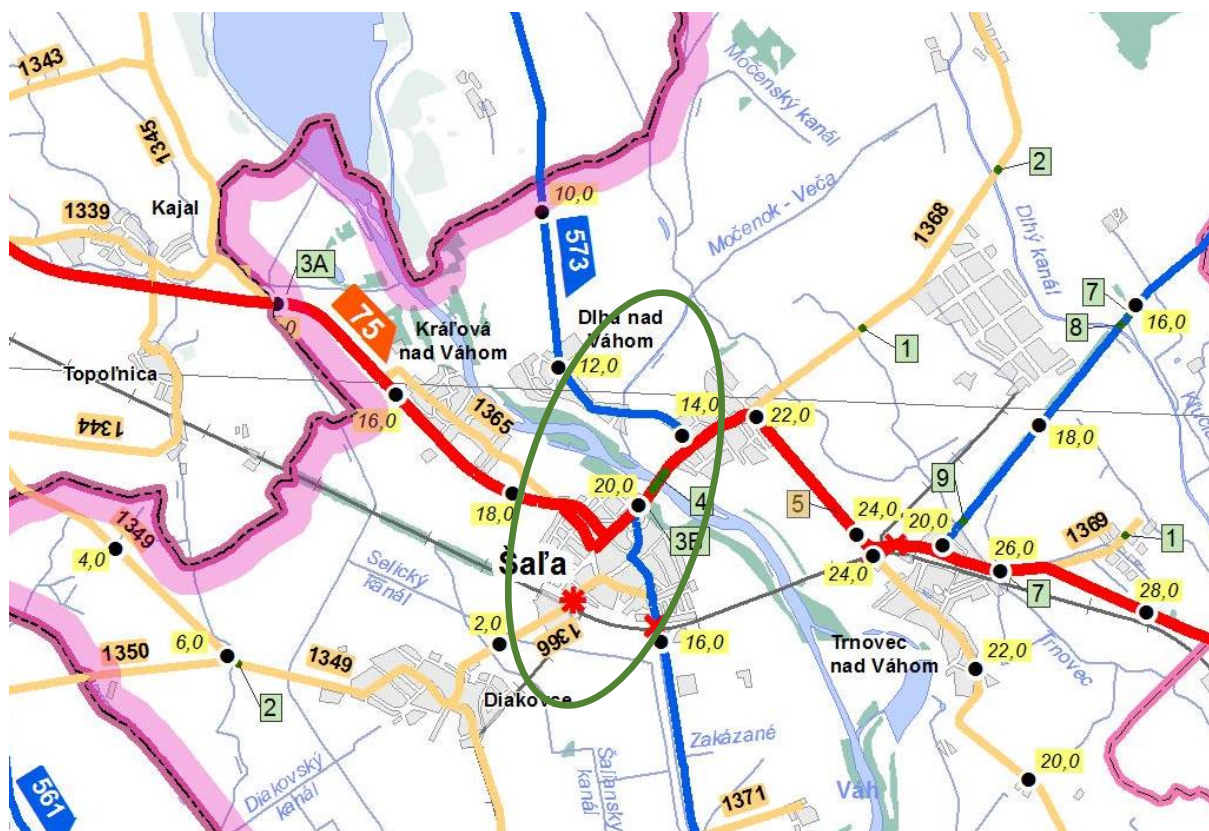 1343
1345
1339
Kajal
3A
75
Kráľová
nad Váhom
Topoľnica
1344
16,0
1365
18,0
10,0
573
Dlhá nad
Váhom
12,0
14,0
20,0
4
3B
Močenský
kanál
Močenok - Veča
1368
2
1
Dlhý kanál
7
8
16,0
18,0
22,0
5
24,0
20,0
9
24,0
26,0
7
1369
1
28,0
Šaľa
1366
2,0
16,0
Selický
kanál
4,0
1349
6,0
1350
1349
2
Diakovce
Diakovský
kanál
Šaliansky
kanál
Zakázané
1371
Váh
Trnovec
nad Váhom
22,0
Trnovec
20,0
561